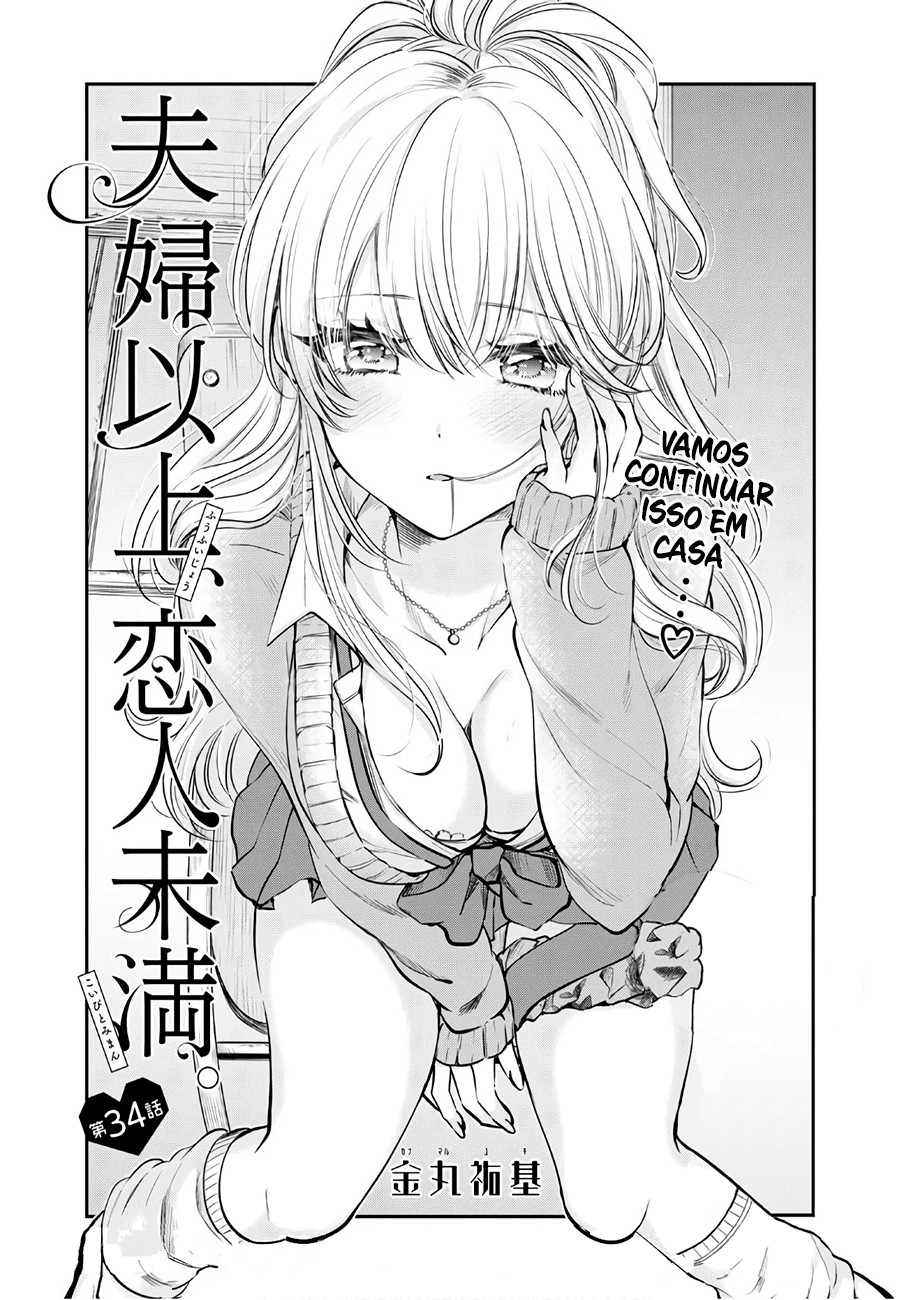 夫婦以上、恋人未満。
ふうふいじょう
こいびとみまん
第34話
VAMOS
CONTINUAR
ISSO EM
CASA
...♡
カナマルユキ
金丸祐基